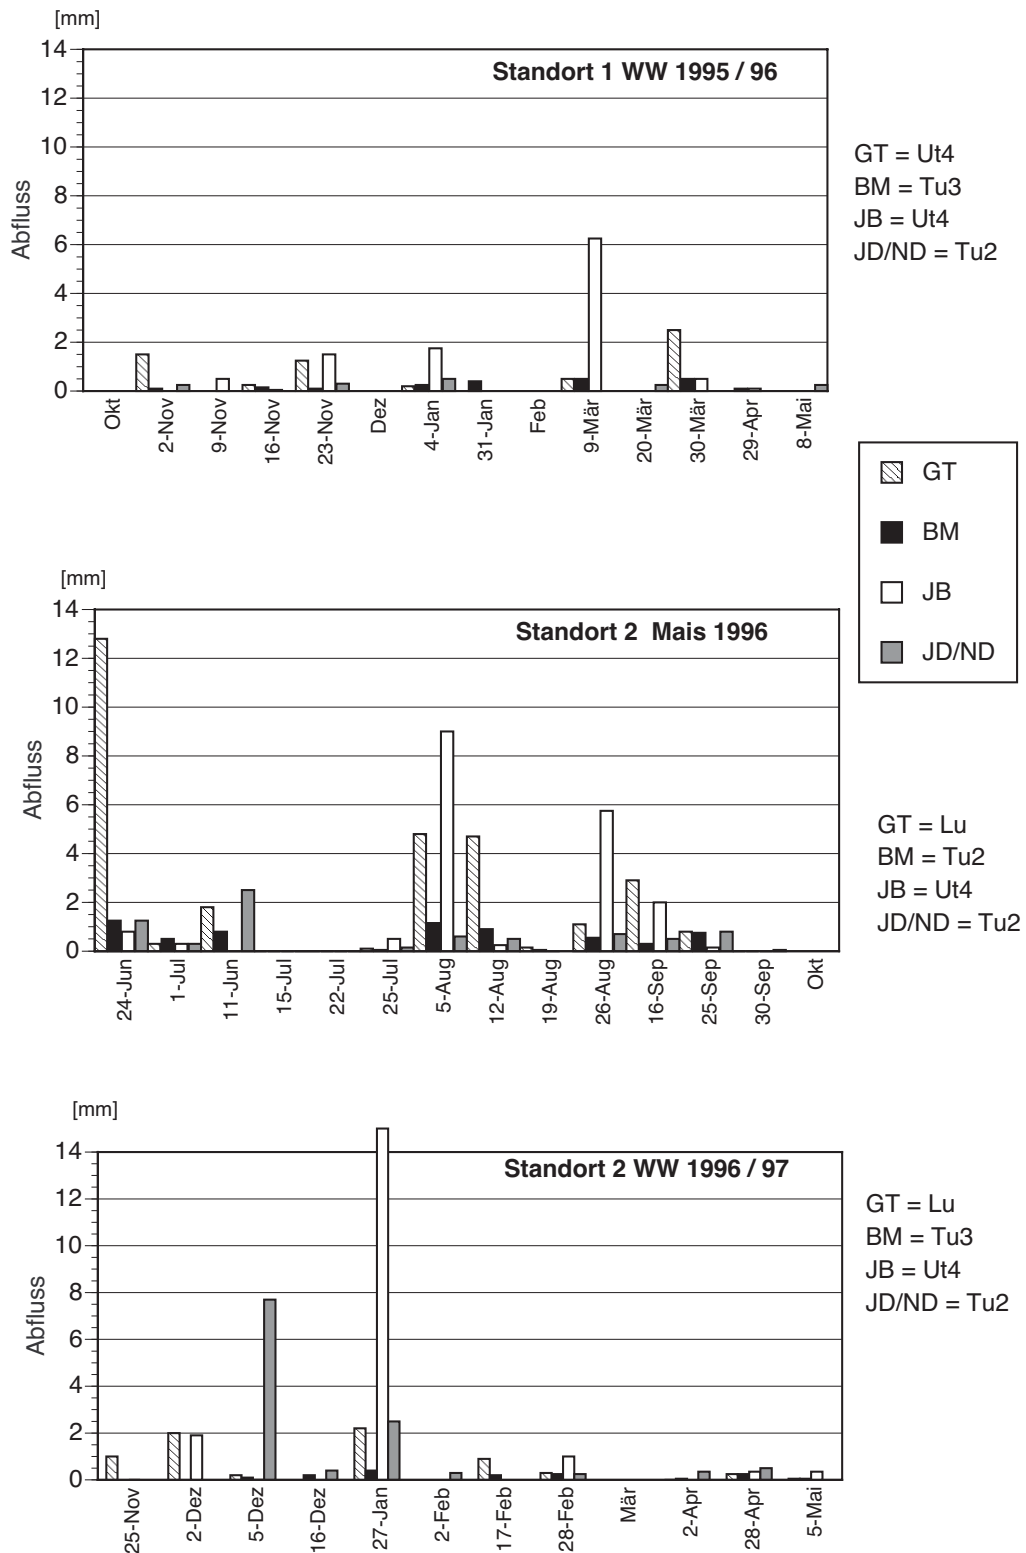 [mm]
14
12
10
8
6
4
2
0
Abfluss
Standort 1 WW 1995 / 96
Okt
2-Nov
9-Nov
16-Nov
23-Nov
Dez
4-Jan
31-Jan
Feb
9-Mär
20-Mär
30-Mär
29-Apr
8-Mai
GT = Ut4
BM = Tu3
JB = Ut4
JD/ND = Tu2
GT
BM
JB
JD/ND
[mm]
14
12
10
8
6
4
2
0
Abfluss
Standort 2 Mais 1996
24-Jun
1-Jul
11-Jun
15-Jul
22-Jul
25-Jul
5-Aug
12-Aug
19-Aug
26-Aug
16-Sep
25-Sep
30-Sep
Okt
GT = Lu
BM = Tu2
JB = Ut4
JD/ND = Tu2
[mm]
14
12
10
8
6
4
2
0
Abfluss
Standort 2 WW 1996 / 97
25-Nov
2-Dez
5-Dez
16-Dez
27-Jan
2-Feb
17-Feb
28-Feb
Mär
2-Apr
28-Apr
5-Mai
GT = Lu
BM = Tu3
JB = Ut4
JD/ND = Tu2